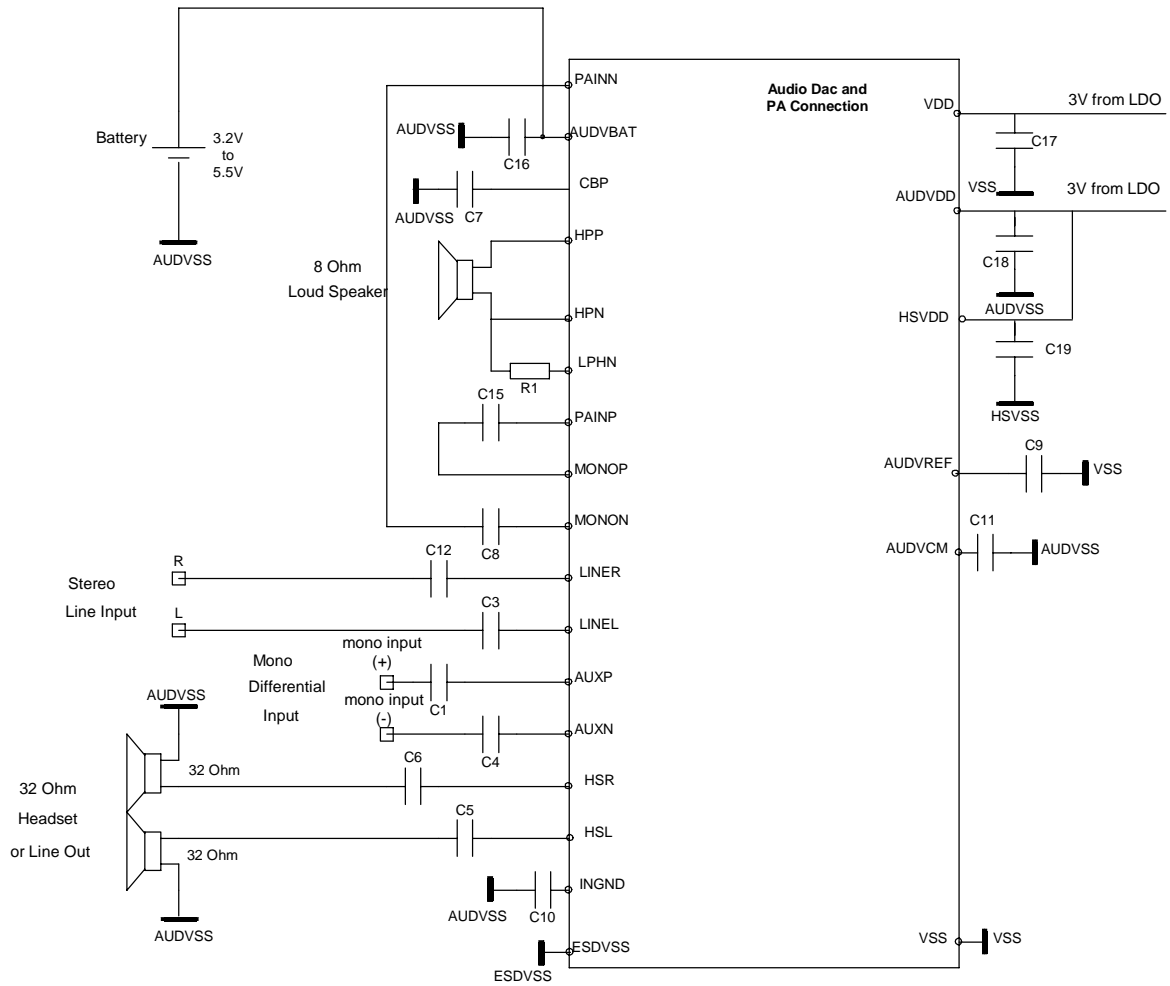 PAINN
Audio Dac and
PA Connection
VDD
3V from LDO
Battery
3.2V
to
5.5V
AUDVSS
C16
AUDVBAT
C17
VSS
CBP
AUDVSS
C7
AUDVDD
3V from LDO
AUDVSS
8 Ohm
Loud Speaker
HPP
C18
AUDVSS
HPN
HSVDD
C19
LPHN
R1
HSVSS
C15
PAINP
MONOP
AUDVREF
C9
VSS
MONON
C8
AUDVCM
C11
AUDVSS
Stereo
Line Input
R
C12
LINER
L
C3
LINEL
Mono
Differential
Input
mono input
(+)
C1
AUXP
mono input
(-)
C4
AUXN
AUDVSS
32 Ohm
Headset
or Line Out
32 Ohm
C6
HSR
32 Ohm
C5
HSL
AUDVSS
AUDVSS
C10
INGND
ESDVSS
ESDVSS
VSS
VSS